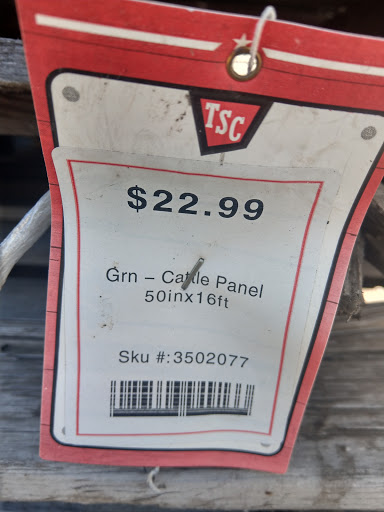 TSC
$22.99
Grn - Cattle Panel
50inx16ft
Sku #:3502077